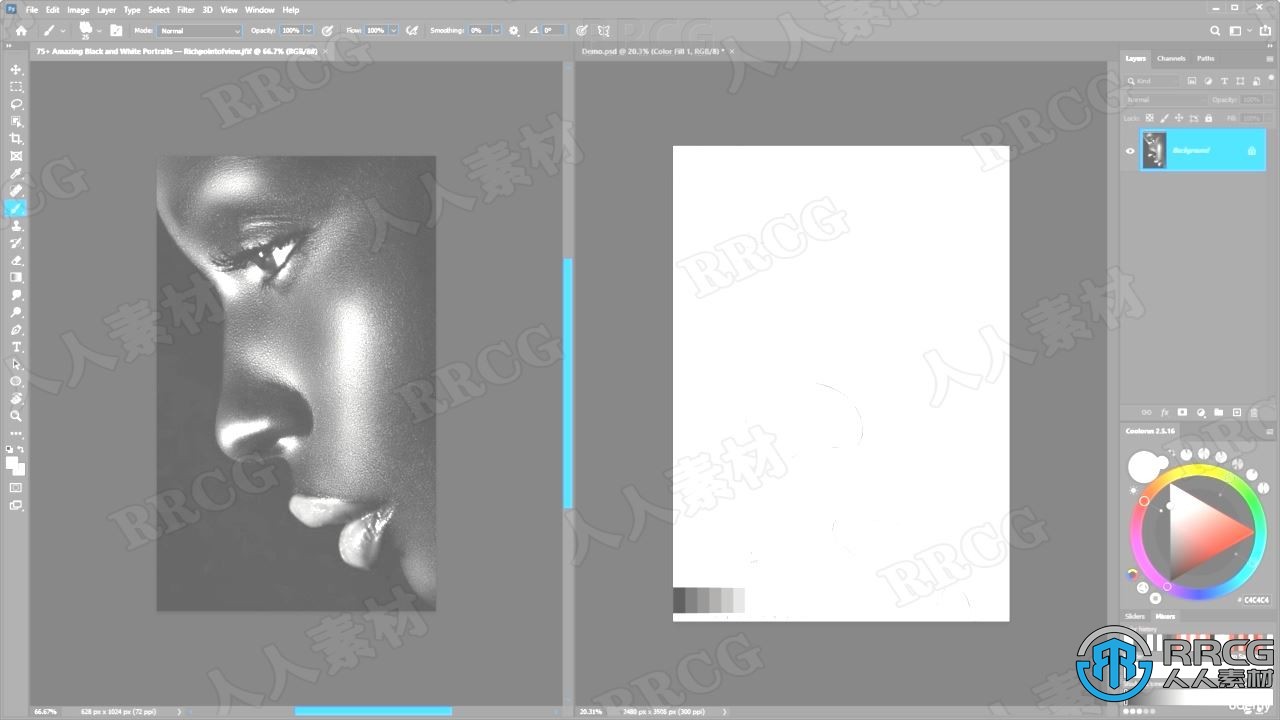 File Edit Image Layer Type Select Filter 3D View Window Help
25 Mode: Normal Opacity: 100% Flow: 100% Smoothing: 0% 0°
75+ Amazing Black and White Portraits — Richpointofview.jfif @ 66.7% (RGB/8#) ×
Demo.psd @ 20.3% (Color Fill 1, RGB/8) * ×
Layers Channels Paths
Kind
Normal Opacity: 100%
Lock: Fill: 100%
Background
fx
Coolorus 2.5.16
# C4C4C4
Sliders Mixers
66.67% 628 px x 1024 px (72 ppi)
20.31% 2480 px x 3508 px (300 ppi)
RRCG
人人素材
udemy
RRCG
人人素材